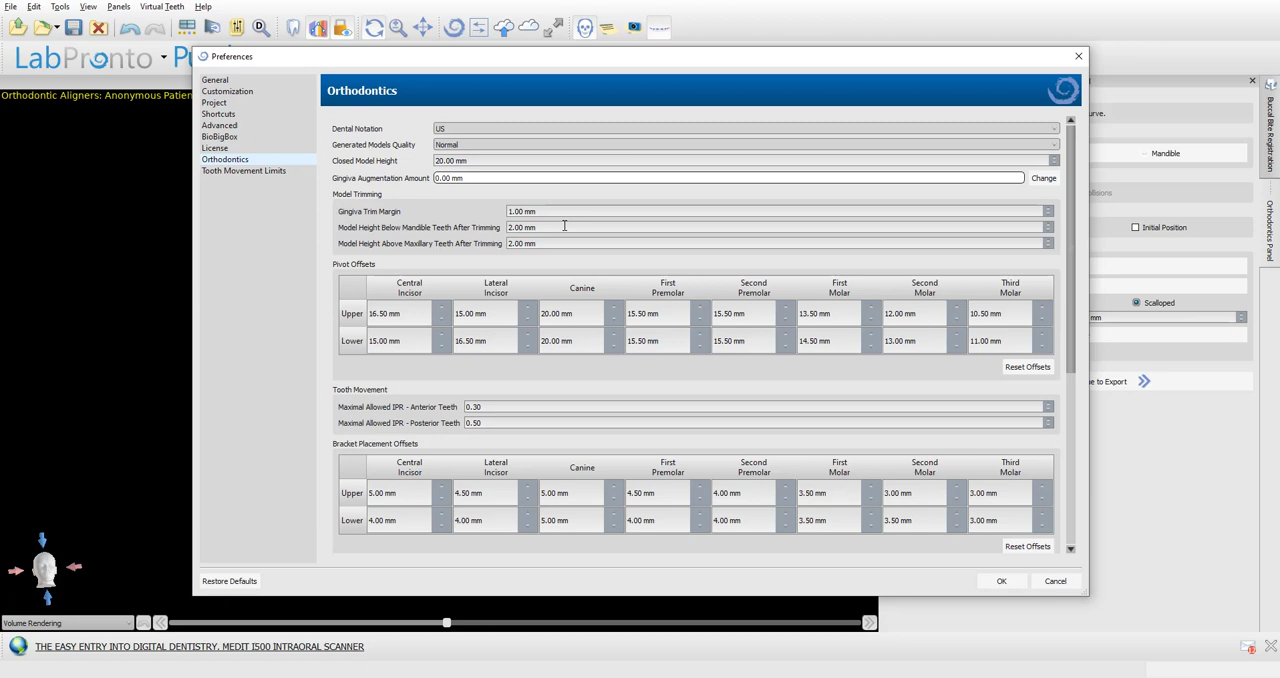 File Edit Tools View Panels Virtual Teeth Help
LabPronto
Preferences
Orthodontic Aligners: Anonymous Patien
General
Customization
Project
Shortcuts
Advanced
BioBigBox
License
Orthodontics
Tooth Movement Limits
Orthodontics
Dental Notation US
Generated Models Quality Normal
Closed Model Height 20.00 mm
Gingiva Augmentation Amount 0.00 mm Change
Model Trimming
Gingiva Trim Margin 1.00 mm
Model Height Below Mandible Teeth After Trimming 2.00 mm
Model Height Above Maxillary Teeth After Trimming 2.00 mm
Pivot Offsets
Central Incisor Lateral Incisor Canine First Premolar Second Premolar First Molar Second Molar Third Molar
Upper 16.50 mm 15.00 mm 20.00 mm 15.50 mm 15.50 mm 13.50 mm 12.00 mm 10.50 mm
Lower 15.00 mm 16.50 mm 20.00 mm 15.50 mm 15.50 mm 14.50 mm 13.00 mm 11.00 mm
Reset Offsets
Tooth Movement
Maximal Allowed IPR - Anterior Teeth 0.30
Maximal Allowed IPR - Posterior Teeth 0.50
Bracket Placement Offsets
Central Incisor Lateral Incisor Canine First Premolar Second Premolar First Molar Second Molar Third Molar
Upper 5.00 mm 4.50 mm 5.00 mm 4.50 mm 4.00 mm 3.50 mm 3.00 mm 3.00 mm
Lower 4.00 mm 4.00 mm 5.00 mm 4.00 mm 4.00 mm 3.50 mm 3.50 mm 3.00 mm
Reset Offsets
Restore Defaults OK Cancel
urve.
Mandible
ollisions
Initial Position
Scalloped
mm
e to Export
Buccal Bite Registration
Orthodontics Panel
Volume Rendering
THE EASY ENTRY INTO DIGITAL DENTISTRY, MEDIT I500 INTRAORAL SCANNER